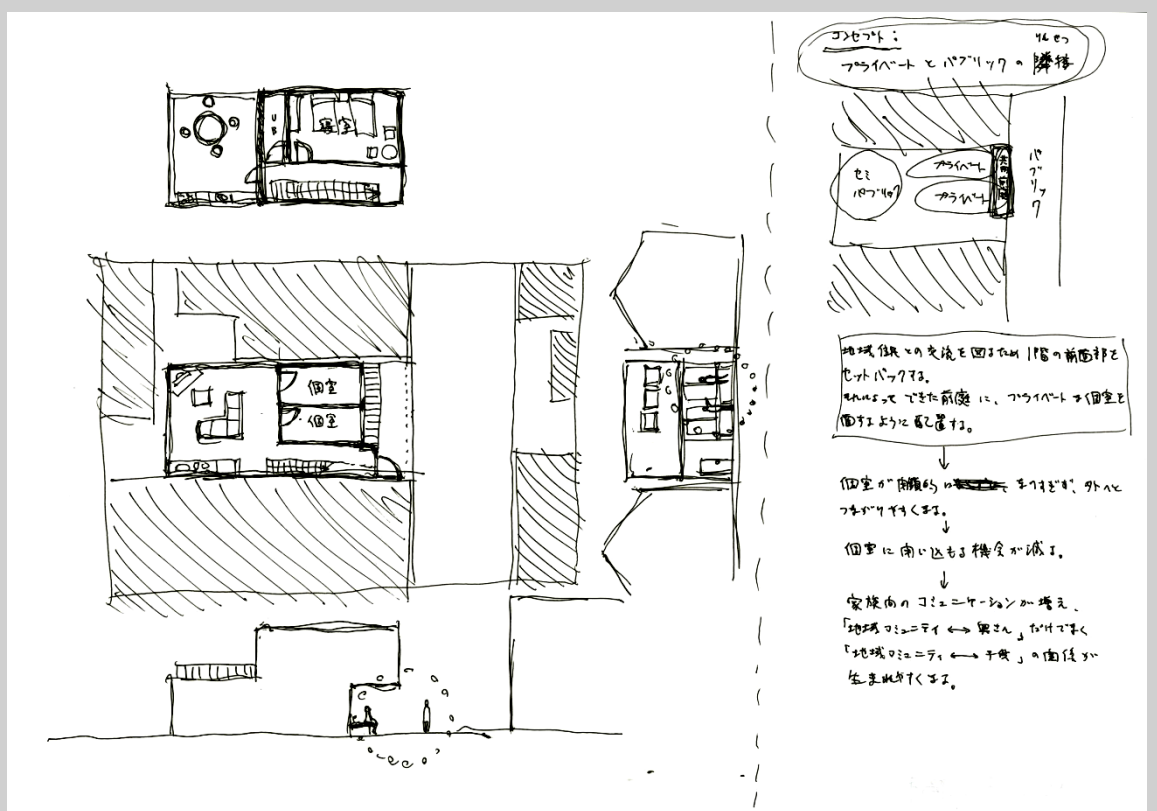 コンセプト:
りんせつ
プライベート と パブリック の 隣接
UB
寝室
個室
個室
セミ
パブリック
プライベート
プライベート
パブリック
地域住民との交流を図るため1階の前面部を
セットバックする。
それによって できた前庭に、プライベートな個室を
面するように配置する。
個室が
すぎず、外へと
つながりやすくなる。
個室に閉じ込もる機会が減る。
家族間のコミュニケーションが増え、
「地域コミュニティ ↔ 奥さん」だけでなく
「地域コミュニティ ↔ 子供」の関係が
生まれやすくなる。